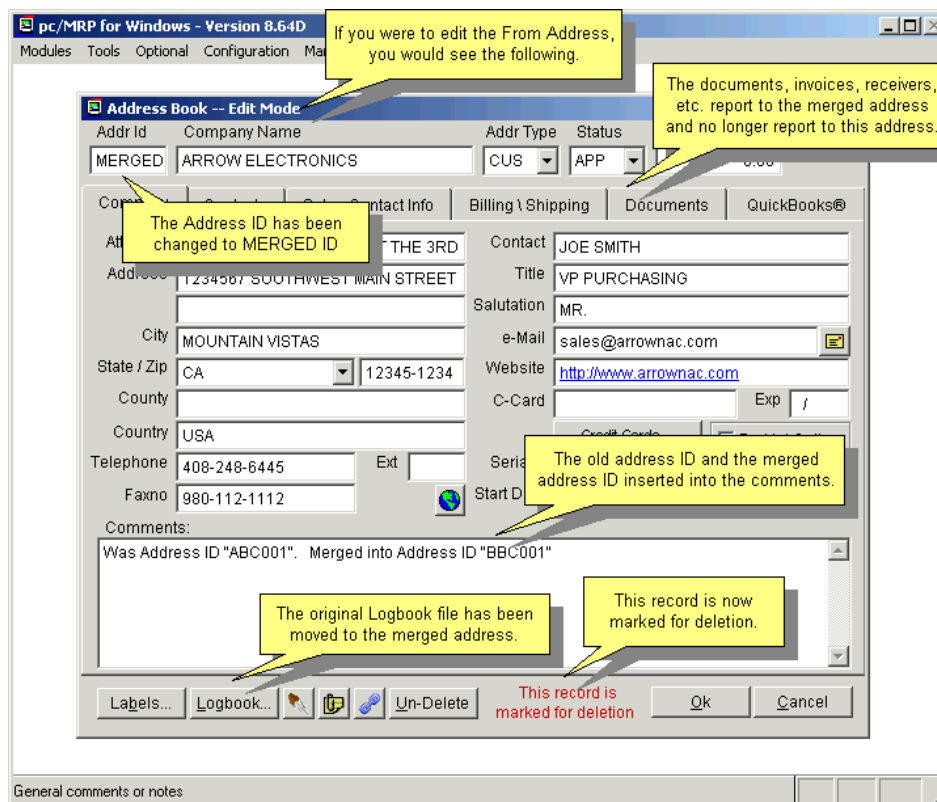 pc/MRP for Windows - Version 8.64D
Modules Tools Optional Configuration
If you were to edit the From Address,
you would see the following.
The documents, invoices, receivers,
etc. report to the merged address
and no longer report to this address.
Address Book -- Edit Mode
Addr Id Company Name Addr Type Status
MERGED ARROW ELECTRONICS CUS APP
Contact Info Billing \ Shipping Documents QuickBooks®
The Address ID has been
changed to MERGED ID
THE 3RD Contact JOE SMITH
Address 1234567 SOUTHWEST MAIN STREET Title VP PURCHASING
Salutation MR.
City MOUNTAIN VISTAS e-Mail sales@arrownac.com
State / Zip CA 12345-1234 Website http://www.arrownac.com
County C-Card Exp /
Country USA
Telephone 408-248-6445 Ext
Faxno 980-112-1112 Start D
The old address ID and the merged
address ID inserted into the comments.
Comments:
Was Address ID "ABC001". Merged into Address ID "BBC001"
The original Logbook file has been
moved to the merged address.
This record is now
marked for deletion.
Labels... Logbook... Un-Delete This record is
marked for deletion Ok Cancel
General comments or notes